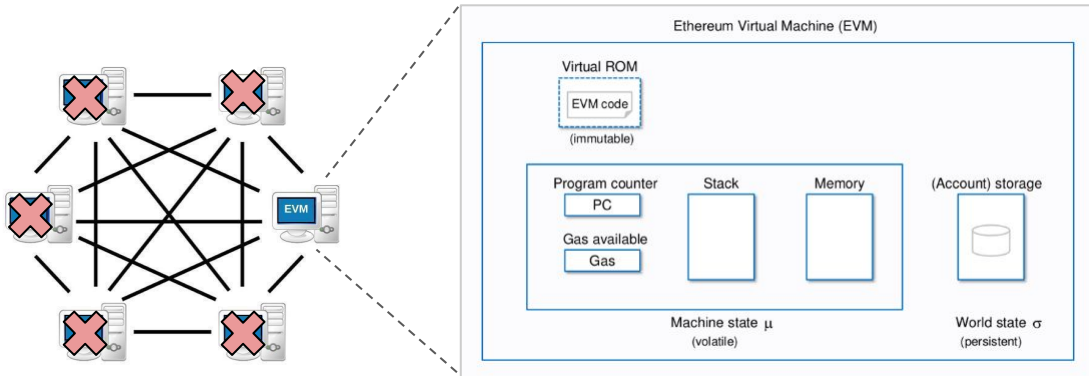 Ethereum Virtual Machine (EVM)
Virtual ROM
EVM code
(immutable)
Program counter
PC
Gas available
Gas
Stack
Memory
(Account) storage
Machine state μ
(volatile)
World state σ
(persistent)
EVM